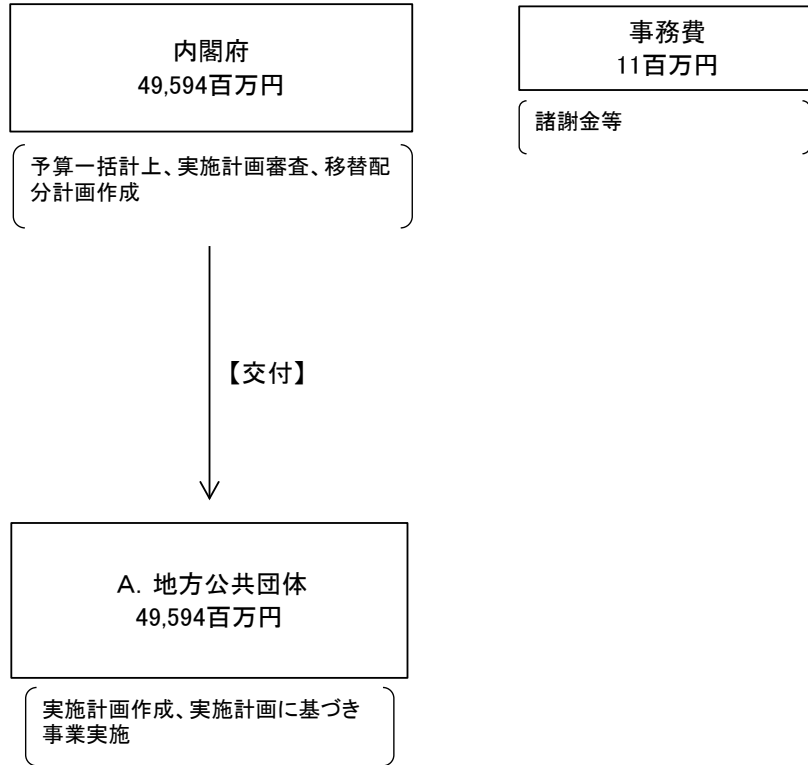 内閣府
49,594百万円
予算一括計上、実施計画審査、移替配
分計画作成
事務費
11百万円
諸謝金等
【交付】
A．地方公共団体
49,594百万円
実施計画作成、実施計画に基づき
事業実施